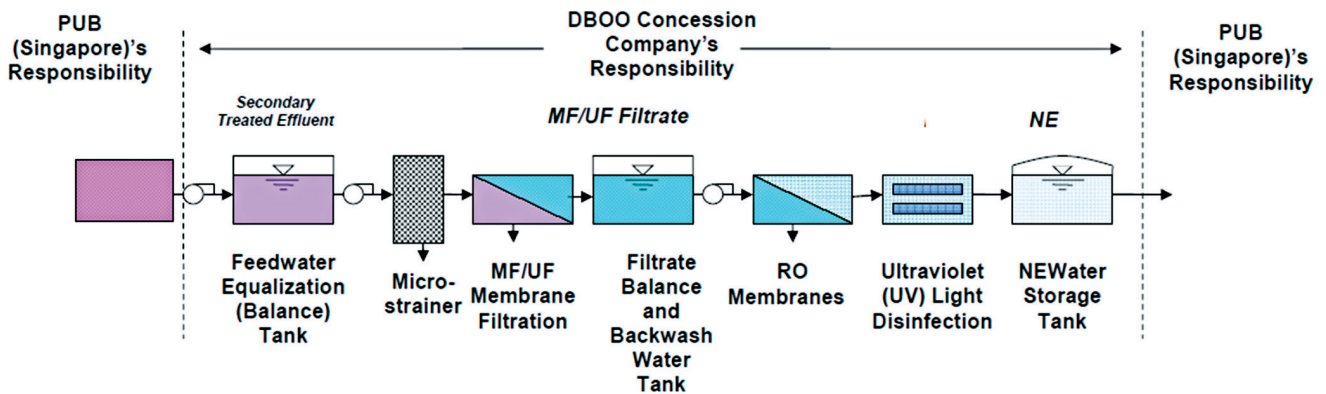 PUB
(Singapore)'s
Responsibility
DBOO Concession
Company's
Responsibility
PUB
(Singapore)'s
Responsibility
Secondary
Treated Effluent
MF/UF Filtrate
NE
Feedwater
Equalization
(Balance)
Tank
Micro-
strainer
MF/UF
Membrane
Filtration
Filtrate
Balance
and
Backwash
Water
Tank
RO
Membranes
Ultraviolet
(UV) Light
Disinfection
NEWater
Storage
Tank